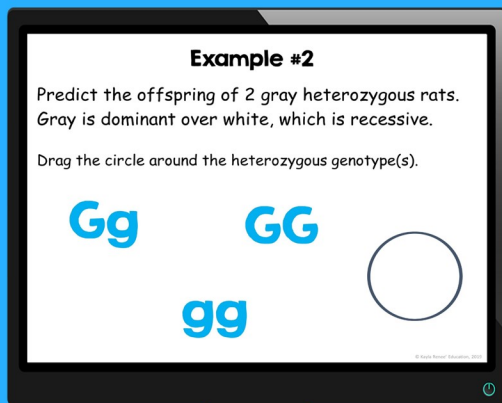 Example #2
Predict the offspring of 2 gray heterozygous rats.
Gray is dominant over white, which is recessive.
Drag the circle around the heterozygous genotype(s).
Gg
GG
gg